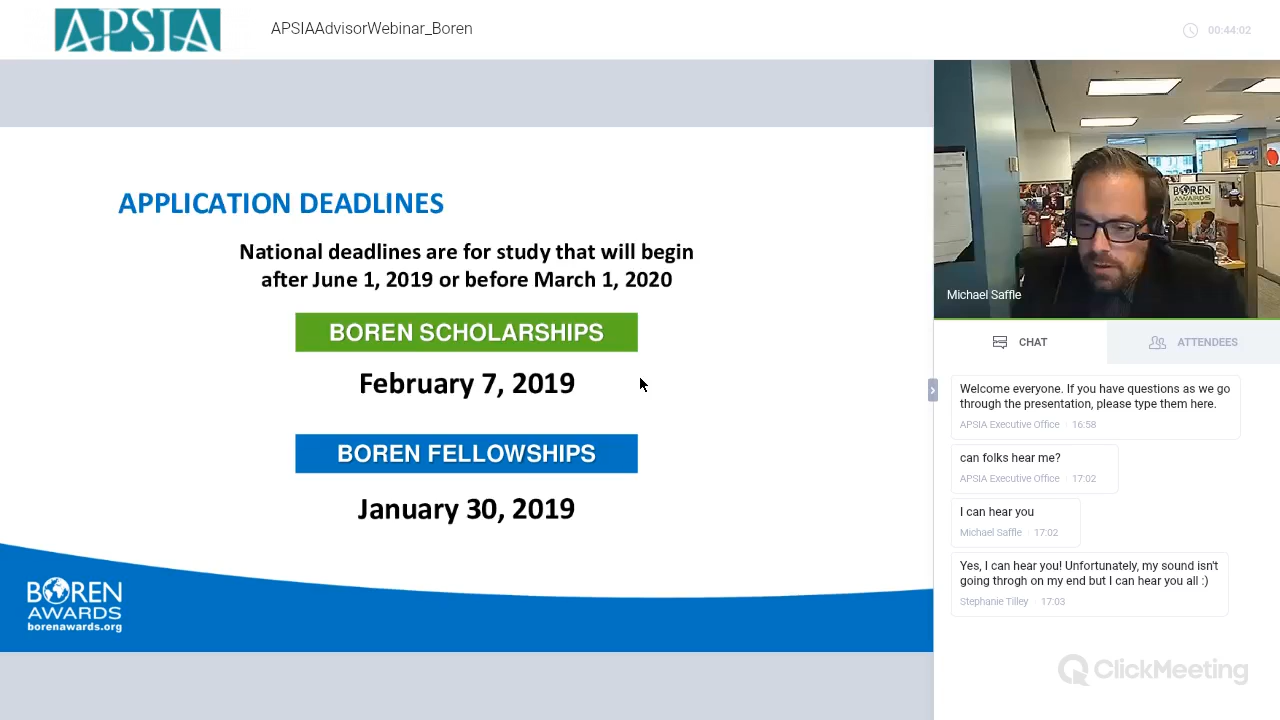 APSIA
APSIAAdvisorWebinar_Boren
00:44:02
APPLICATION DEADLINES
National deadlines are for study that will begin
after June 1, 2019 or before March 1, 2020
BOREN SCHOLARSHIPS
February 7, 2019
BOREN FELLOWSHIPS
January 30, 2019
BOREN
AWARDS
borenawards.org
BOREN
AWARDS
Michael Saffle
CHAT
ATTENDEES
Welcome everyone. If you have questions as we go
through the presentation, please type them here.
APSIA Executive Office · 16:58
can folks hear me?
APSIA Executive Office · 17:02
I can hear you
Michael Saffle · 17:02
Yes, I can hear you! Unfortunately, my sound isn't
going throgh on my end but I can hear you all :)
Stephanie Tilley · 17:03
ClickMeeting